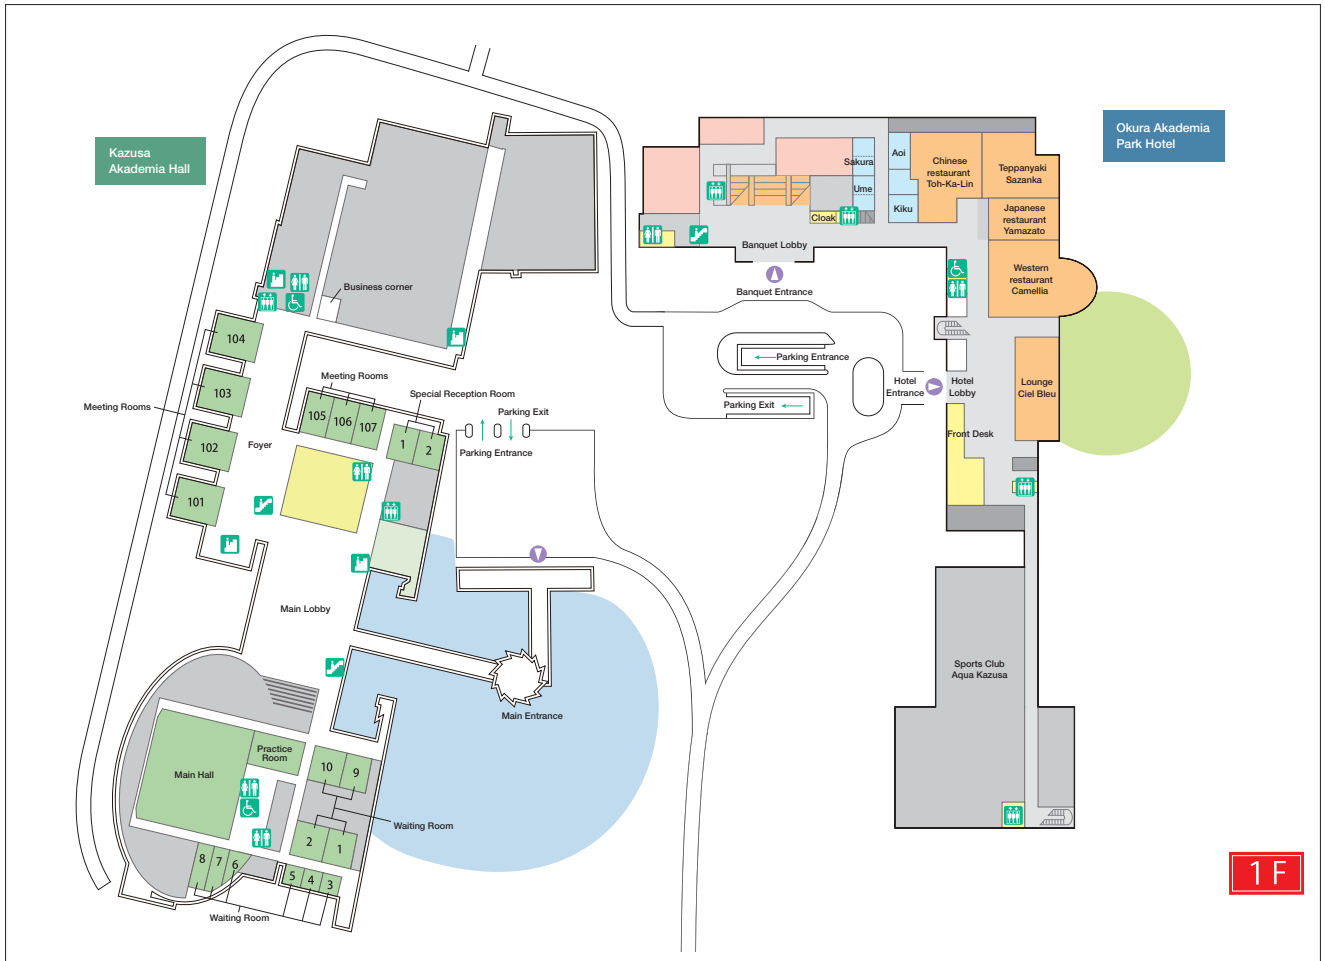 Kazusa
Akademia Hall
Okura Akademia
Park Hotel
Sakura
Ume
Cloak
Aoi
Kiku
Chinese
restaurant
Toh-Ka-Lin
Teppanyaki
Sazanka
Japanese
restaurant
Yamazato
Western
restaurant
Camellia
Banquet Lobby
Banquet Entrance
Business corner
104
103
102
101
Meeting Rooms
Meeting Rooms
105
106
107
Special Reception Room
1
2
Foyer
Parking Exit
Parking Entrance
Parking Entrance
Parking Exit
Hotel
Entrance
Hotel
Lobby
Lounge
Ciel Bleu
Front Desk
Main Lobby
Main Entrance
Sports Club
Aqua Kazusa
Practice
Room
Main Hall
10
9
Waiting Room
2
1
8
7
6
5
4
3
Waiting Room
1F